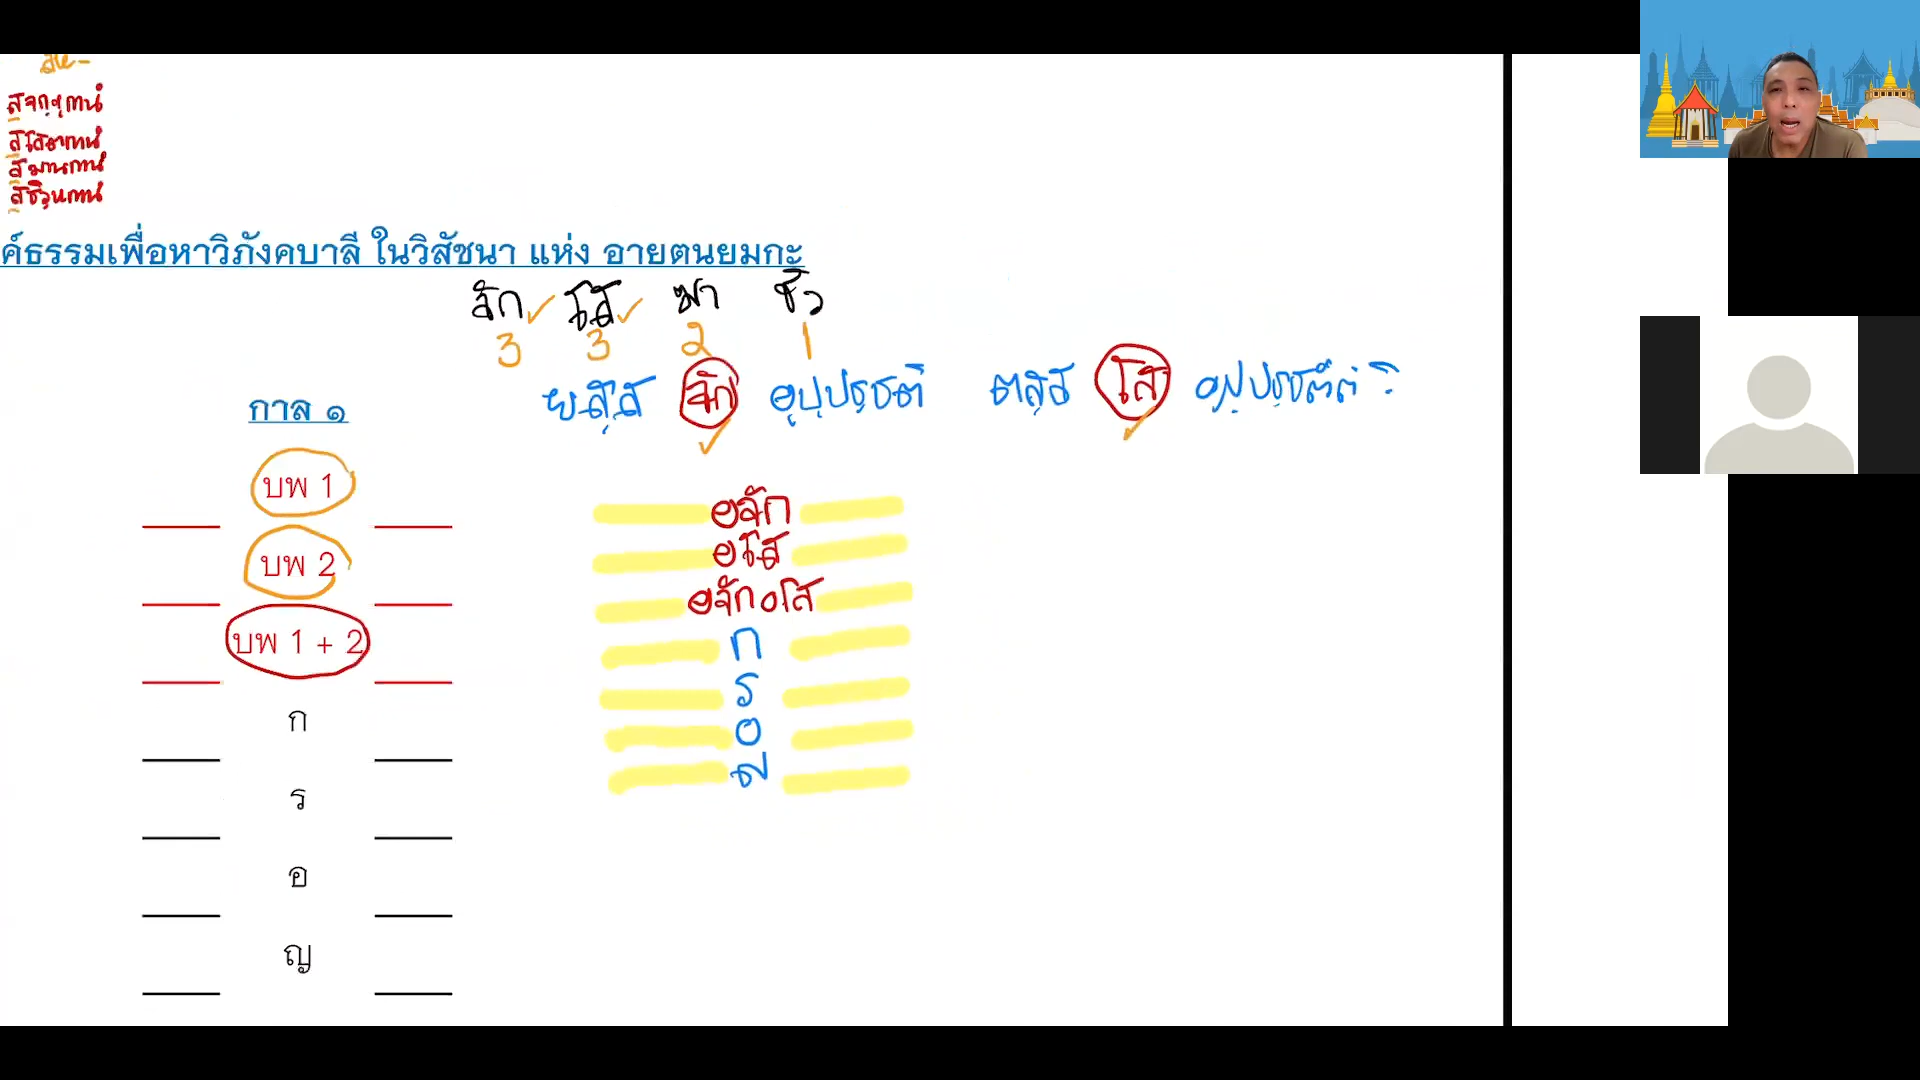 สจกฺขุกานํ
สโสตกานํ
สฆานกานํ
สชิวฺหกานํ
ค์ธรรมเพื่อหาวิภังคบาลี ในวิสัชนา แห่ง อายตนยมกะ
จัก โส ฆา ชิว
3 3 2 1
ยสฺส จัก อุปฺปชฺชติ ตสฺส โส อุปฺปชฺชตีติ ?
กาล ๑
บพ 1
บพ 2
บพ 1 + 2
ก
ร
อ
ญ
อจัก
อโส
อจักอโส
ก
ร
อ
ญ